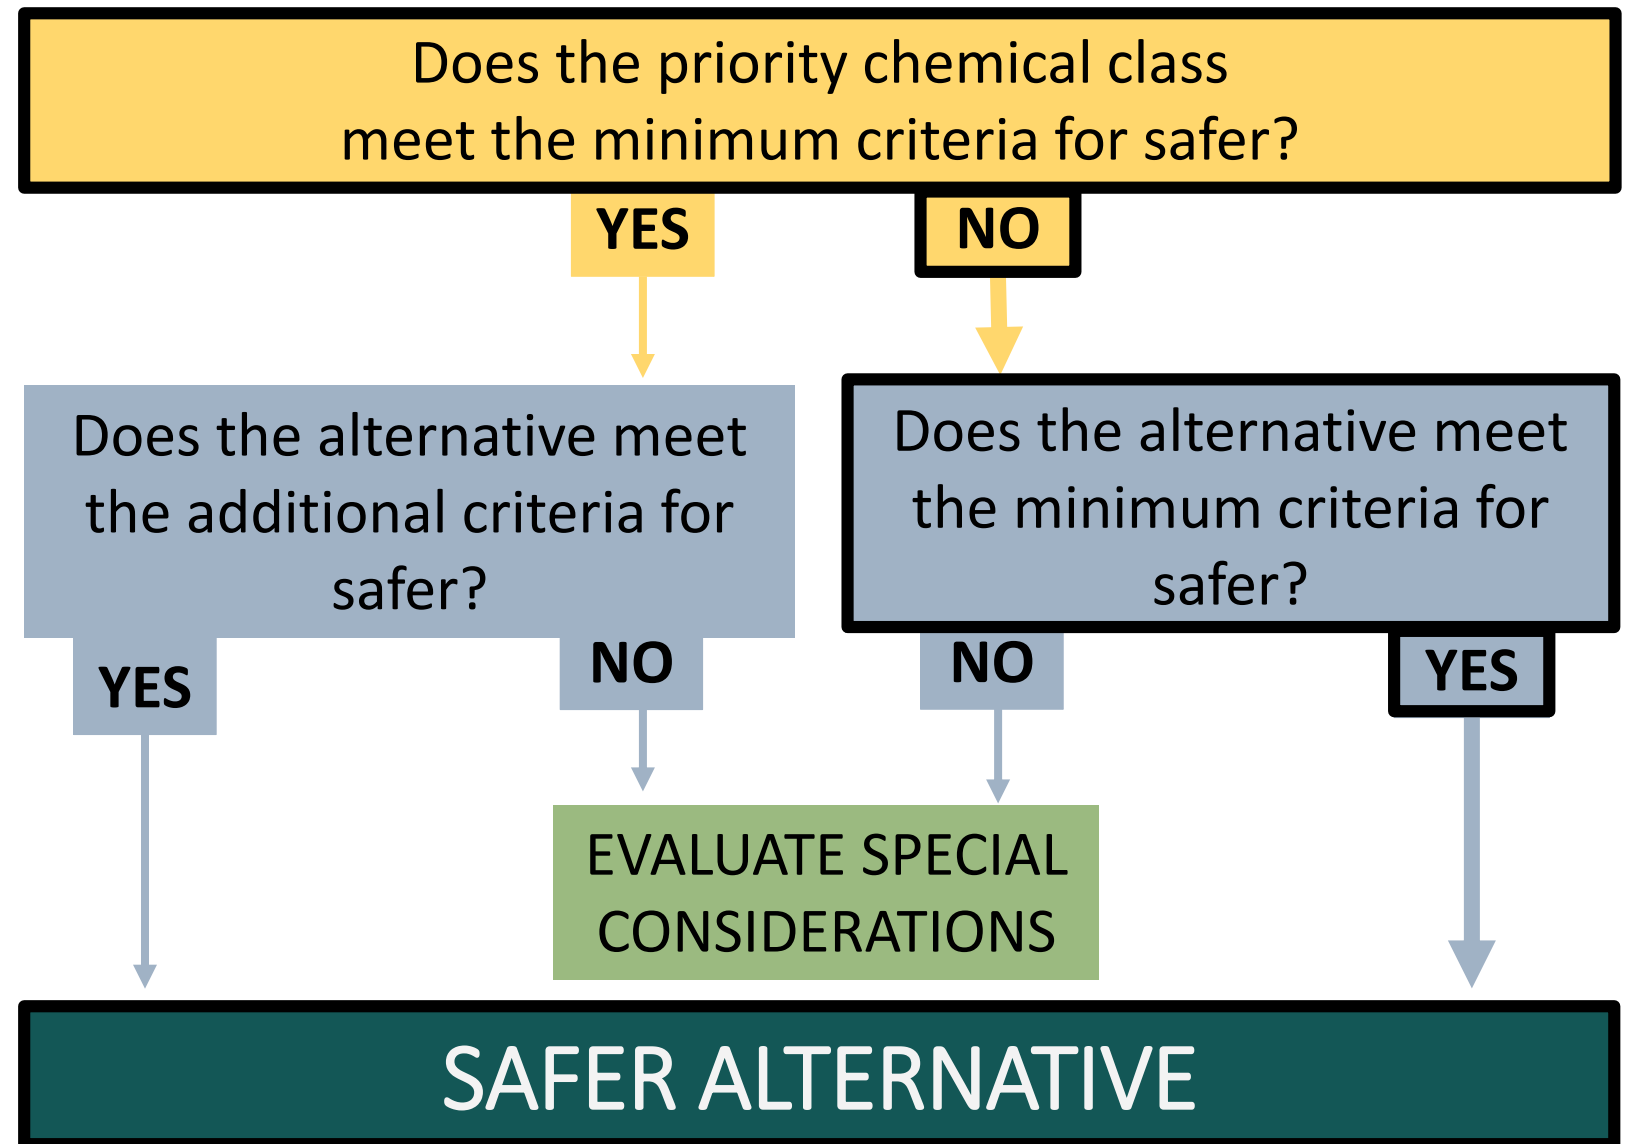 Does the priority chemical class
meet the minimum criteria for safer?
YES
NO
Does the alternative meet
the additional criteria for
safer?
YES
NO
Does the alternative meet
the minimum criteria for
safer?
NO
YES
EVALUATE SPECIAL
CONSIDERATIONS
SAFER ALTERNATIVE